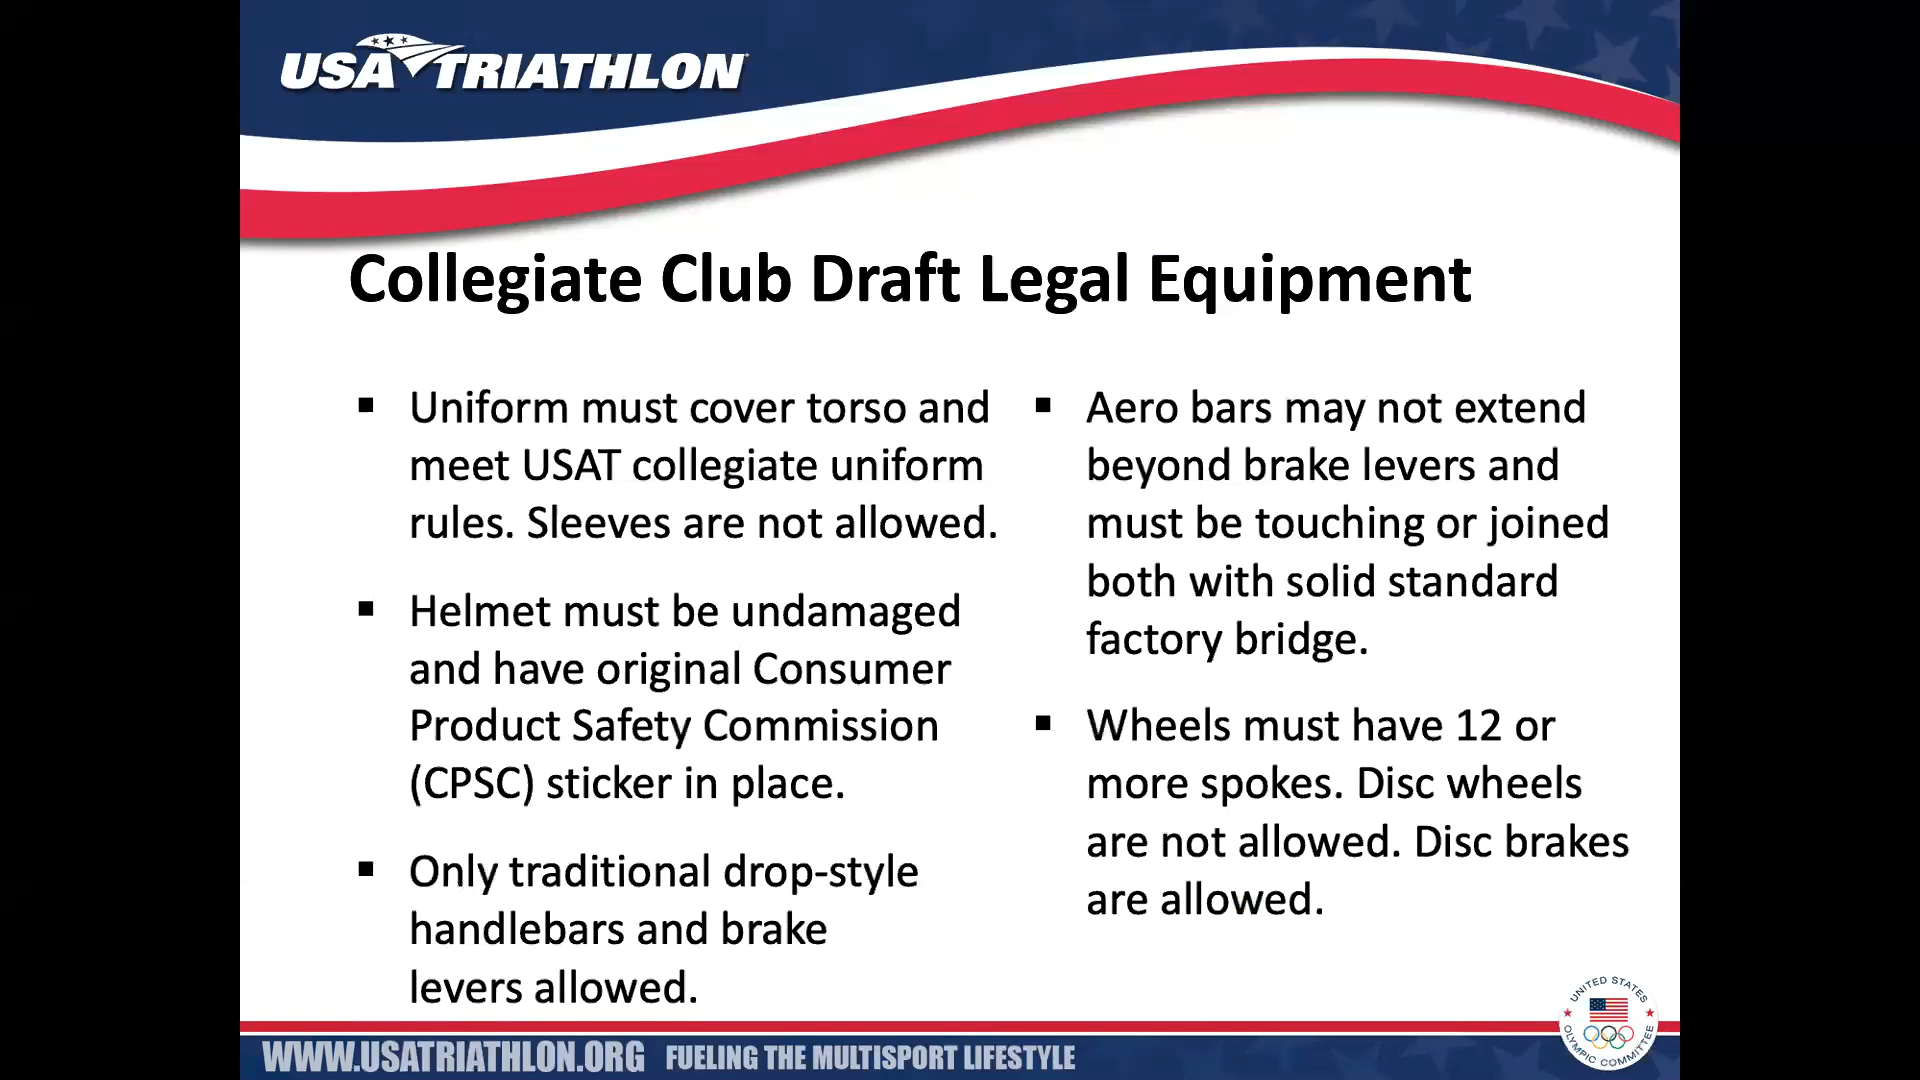 USA TRIATHLON
Collegiate Club Draft Legal Equipment
▪ Uniform must cover torso and
meet USAT collegiate uniform
rules. Sleeves are not allowed.
▪ Helmet must be undamaged
and have original Consumer
Product Safety Commission
(CPSC) sticker in place.
▪ Only traditional drop-style
handlebars and brake
levers allowed.
▪ Aero bars may not extend
beyond brake levers and
must be touching or joined
both with solid standard
factory bridge.
▪ Wheels must have 12 or
more spokes. Disc wheels
are not allowed. Disc brakes
are allowed.
UNITED STATES
OLYMPIC COMMITTEE
WWW.USATRIATHLON.ORG FUELING THE MULTISPORT LIFESTYLE